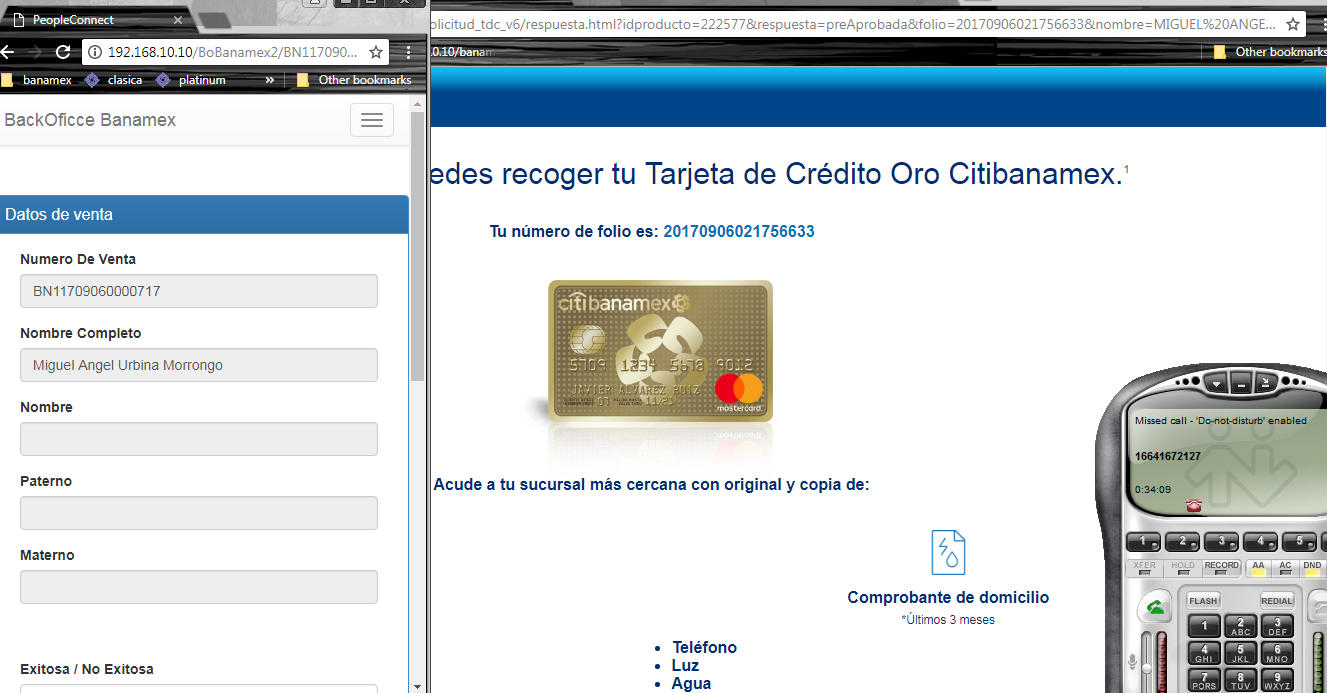 PeopleConnect
192.168.10.10/BoBanamex2/BN117090...
banamex
clasica
platinum
»
Other bookmarks
BackOficce Banamex
Datos de venta
Numero De Venta
BN11709060000717
Nombre Completo
Miguel Angel Urbina Morrongo
Nombre
Paterno
Materno
Exitosa / No Exitosa
olicitud_tdc_v6/respuesta.html?idproducto=222577&respuesta=preAprobada&folio=20170906021756633&nombre=MIGUEL%20ANGE...
.10.10/banam
Other bookmarks
edes recoger tu Tarjeta de Crédito Oro Citibanamex.1
Tu número de folio es: 20170906021756633
citibanamex
5709 1234 5678 9012
JAVIER ALVAREZ RUIZ
07 11/21
mastercard.
Acude a tu sucursal más cercana con original y copia de:
Comprobante de domicilio
*Últimos 3 meses
• Teléfono
• Luz
• Agua
Missed call - 'Do-not-disturb' enabled
16641672127
0:34:09
1 2 3 4 5
XFER HOLD RECORD AA AC DND
FLASH REDIAL
1 2 ABC 3 DEF
4 GHI 5 JKL 6 MNO
7 PQRS 8 TUV 9 WXYZ